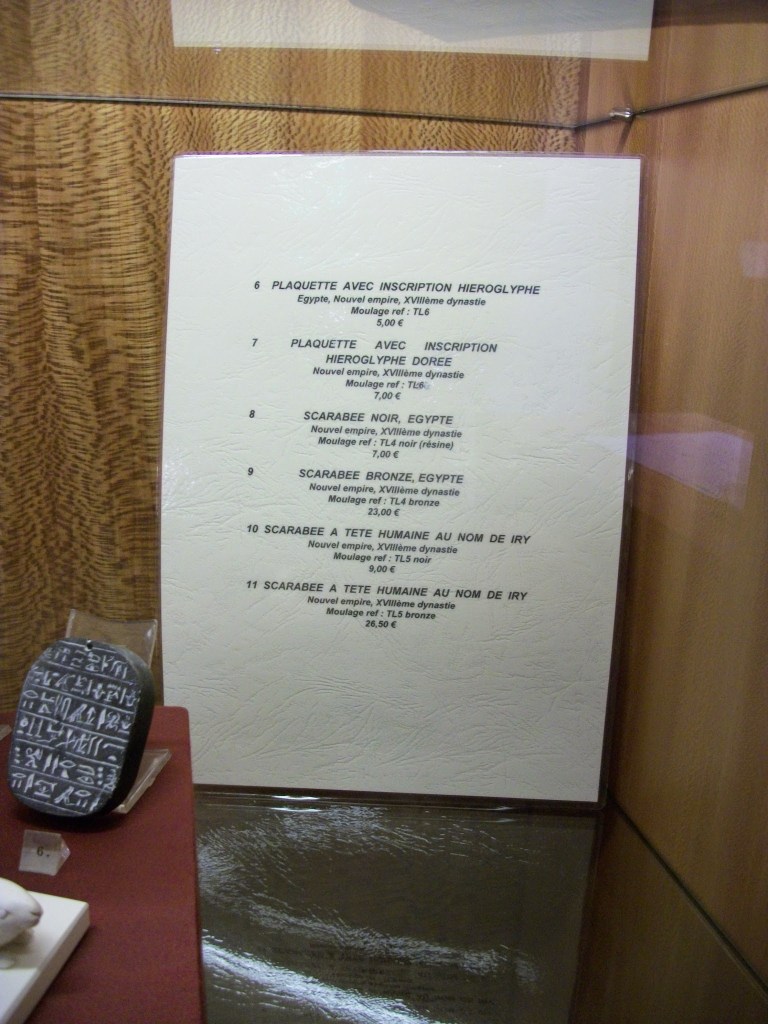 6 PLAQUETTE AVEC INSCRIPTION HIEROGLYPHE
Egypte, Nouvel empire, XVIIIème dynastie
Moulage ref : TL6
5,00 €
7 PLAQUETTE AVEC INSCRIPTION
HIEROGLYPHE DOREE
Nouvel empire, XVIIIème dynastie
Moulage ref : TL6
7,00 €
8 SCARABEE NOIR, EGYPTE
Nouvel empire, XVIIIème dynastie
Moulage ref : TL4 noir (résine)
7,00 €
9 SCARABEE BRONZE, EGYPTE
Nouvel empire, XVIIIème dynastie
Moulage ref : TL4 bronze
23,00 €
10 SCARABEE A TETE HUMAINE AU NOM DE IRY
Nouvel empire, XVIIIème dynastie
Moulage ref : TL5 noir
9,00 €
11 SCARABEE A TETE HUMAINE AU NOM DE IRY
Nouvel empire, XVIIIème dynastie
Moulage ref : TL5 bronze
26,50 €
6.